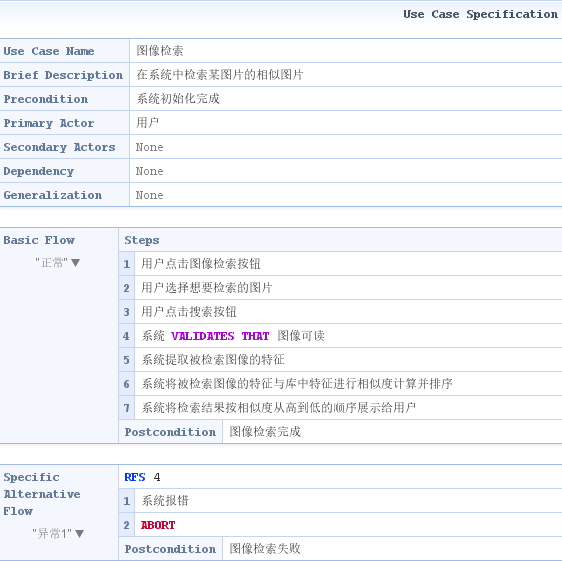 Use Case Specification
Use Case Name 图像检索
Brief Description 在系统中检索某图片的相似图片
Precondition 系统初始化完成
Primary Actor 用户
Secondary Actors None
Dependency None
Generalization None
Basic Flow Steps
"正常" ▼
1 用户点击图像检索按钮
2 用户选择想要检索的图片
3 用户点击搜索按钮
4 系统 VALIDATES THAT 图像可读
5 系统提取被检索图像的特征
6 系统将被检索图像的特征与库中特征进行相似度计算并排序
7 系统将检索结果按相似度从高到低的顺序展示给用户
Postcondition 图像检索完成
Specific
Alternative
Flow
"异常1" ▼
RFS 4
1 系统报错
2 ABORT
Postcondition 图像检索失败